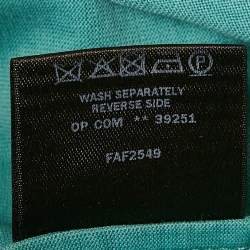 P
WASH SEPARATELY
REVERSE SIDE
OP COM ** 39251
FAF2549